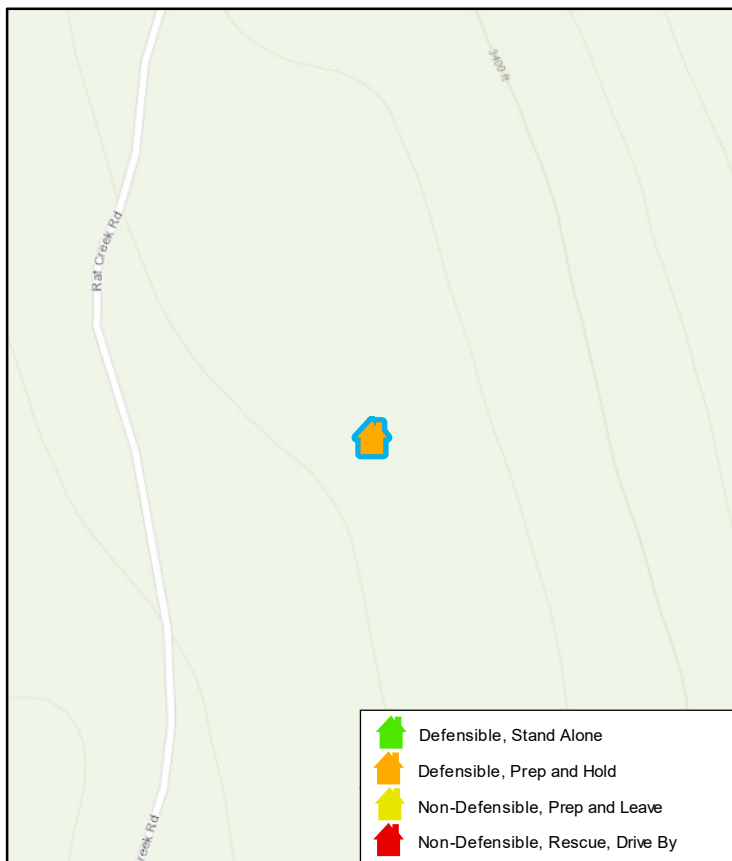 3400 ft
Rat Creek Rd
reek Rd
Defensible, Stand Alone
Defensible, Prep and Hold
Non-Defensible, Prep and Leave
Non-Defensible, Rescue, Drive By